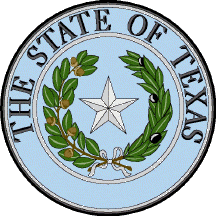 THE STATE OF TEXAS